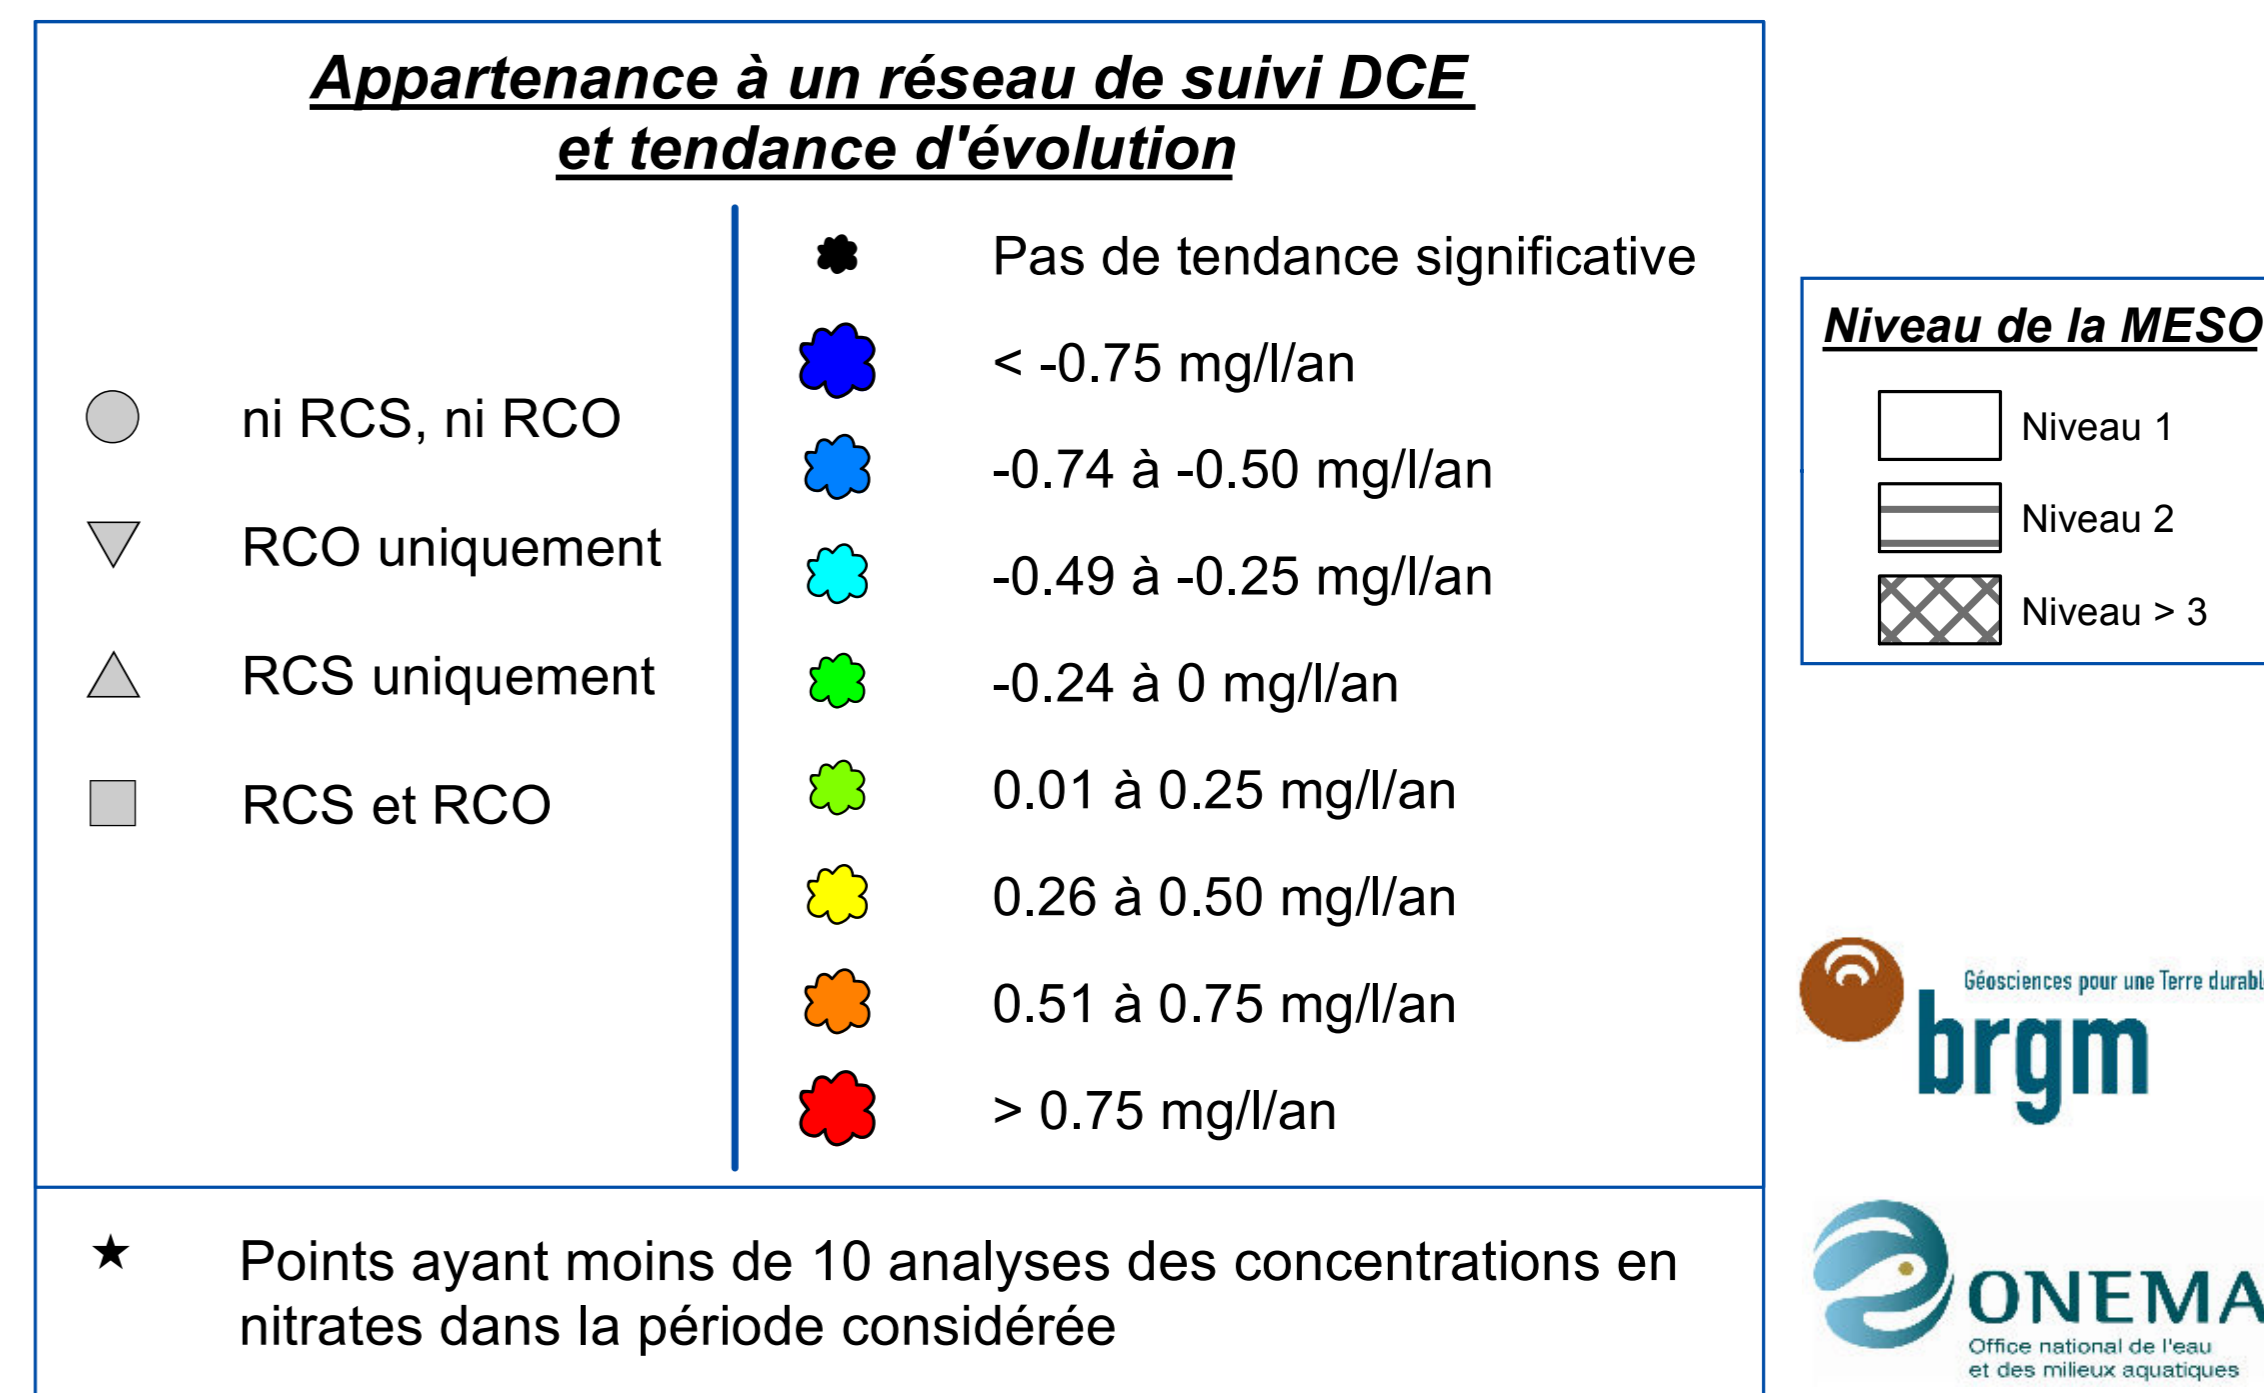 Appartenance à un réseau de suivi DCE
et tendance d'évolution
ni RCS, ni RCO
RCO uniquement
RCS uniquement
RCS et RCO
Pas de tendance significative
< -0.75 mg/l/an
-0.74 à -0.50 mg/l/an
-0.49 à -0.25 mg/l/an
-0.24 à 0 mg/l/an
0.01 à 0.25 mg/l/an
0.26 à 0.50 mg/l/an
0.51 à 0.75 mg/l/an
> 0.75 mg/l/an
Points ayant moins de 10 analyses des concentrations en
nitrates dans la période considérée
Niveau de la MESO
Niveau 1
Niveau 2
Niveau > 3
Géosciences pour une Terre durabl
brgm
ONEMA
Office national de l'eau
et des milieux aquatiques